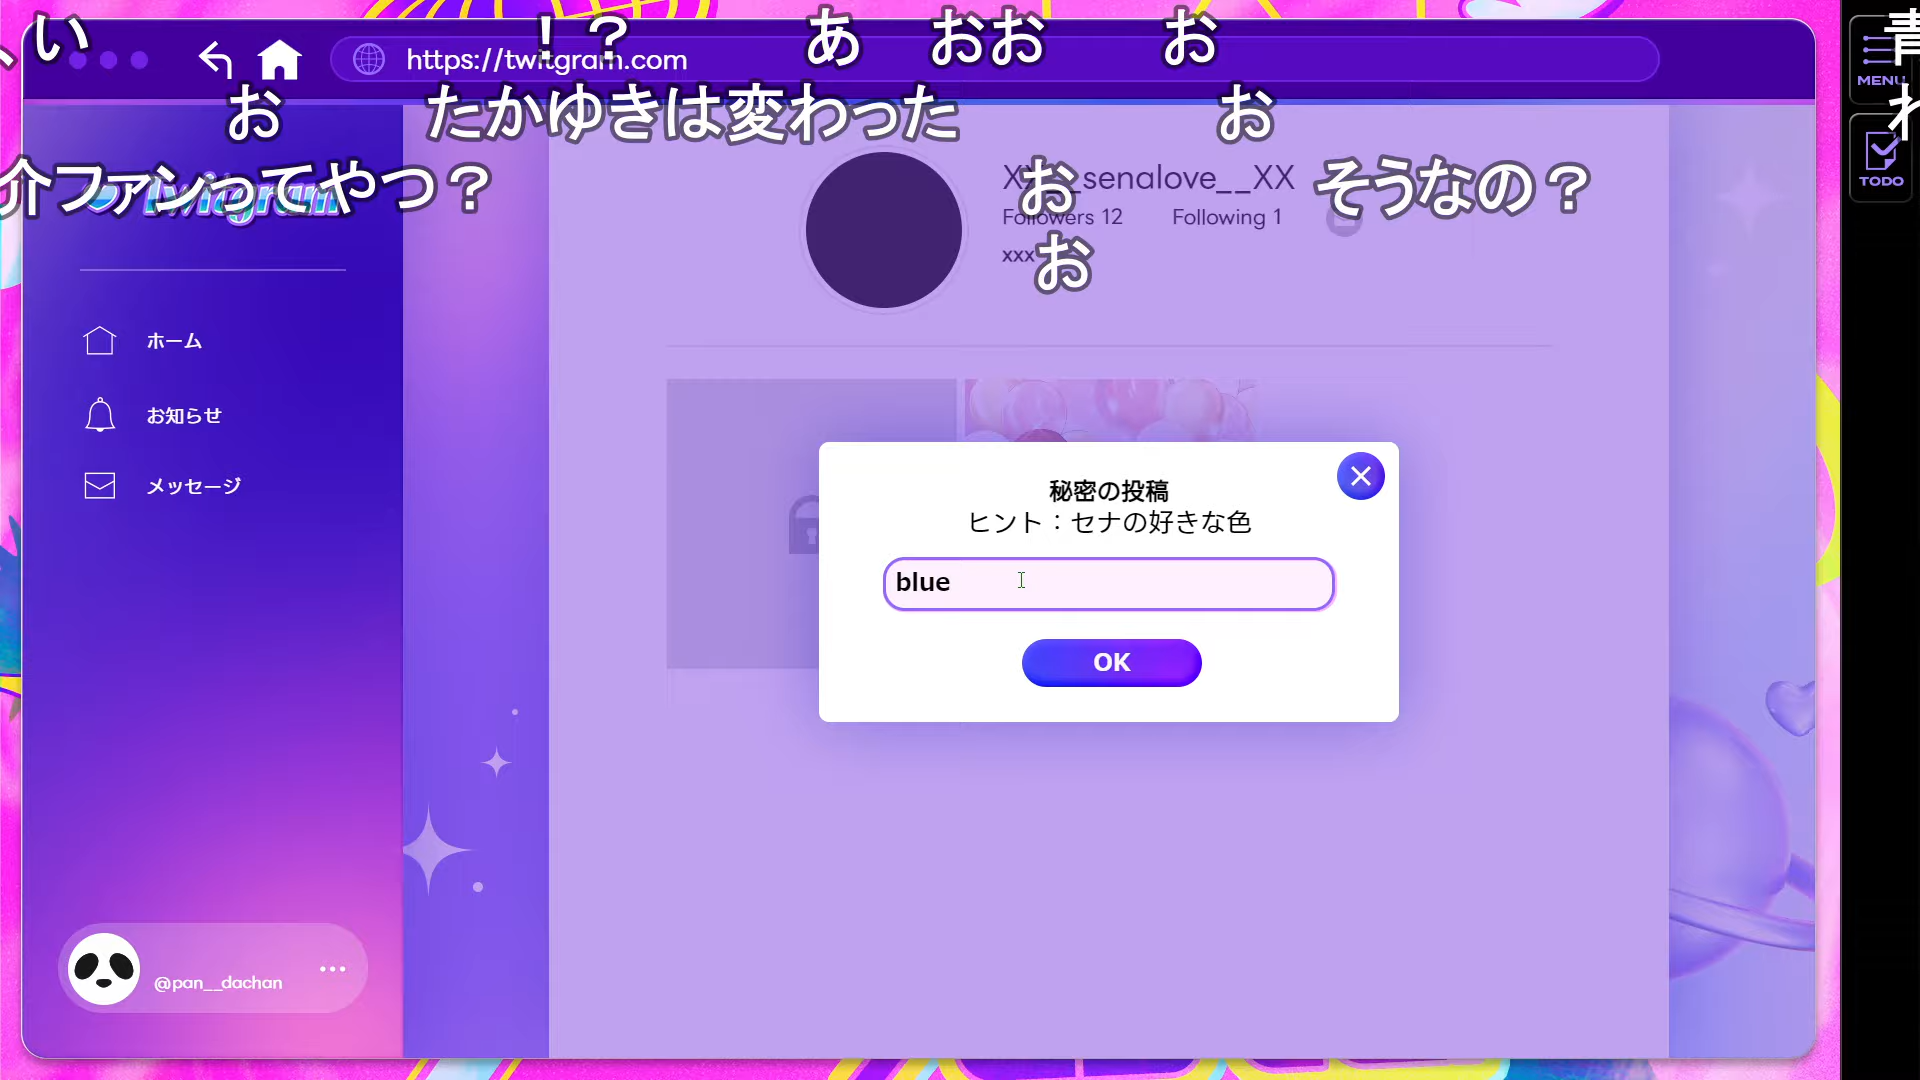 い
！？
あ
おお
お
青
https://twitgram.com
MENU
お
たかゆきは変わった
お
介ファンってやつ？
twitgram
senalove__XX
お
そうなの？
TODO
Followers 12
Following 1
xxx
お
ホーム
お知らせ
メッセージ
秘密の投稿
ヒント：セナの好きな色
blue
OK
@pan__dachan